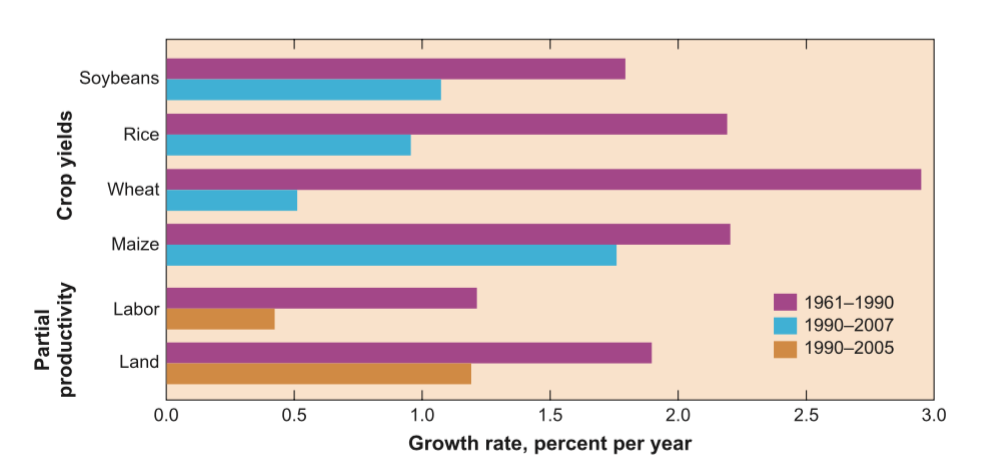 Crop yields
Soybeans
Rice
Wheat
Maize
Partial
productivity
Labor
Land
1961–1990
1990–2007
1990–2005
0.0 0.5 1.0 1.5 2.0 2.5 3.0
Growth rate, percent per year